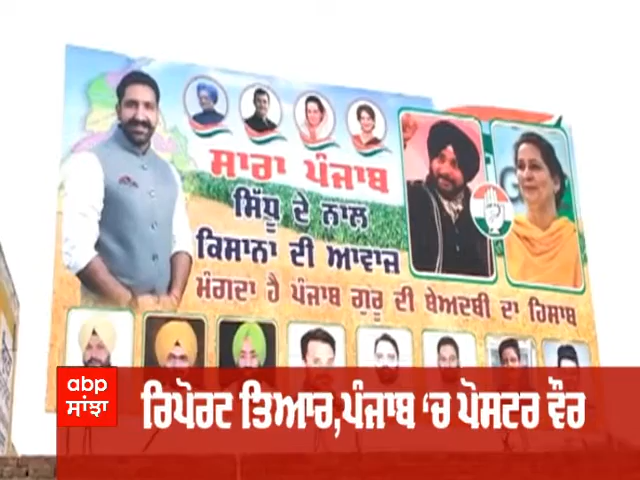 ਸਾਰਾ ਪੰਜਾਬ
ਸਿੱਧੂ ਦੇ ਨਾਲ
ਕਿਸਾਨਾ ਦੀ ਆਵਾਜ਼
ਮੰਗਦਾ ਹੈ ਪੰਜਾਬ ਗੁਰੂ ਦੀ ਬੇਅਦਬੀ ਦਾ ਹਿਸਾਬ
abp
ਸਾਂਝਾ
ਰਿਪੋਰਟ ਤਿਆਰ,ਪੰਜਾਬ 'ਚ ਪੋਸਟਰ ਵੌਰ